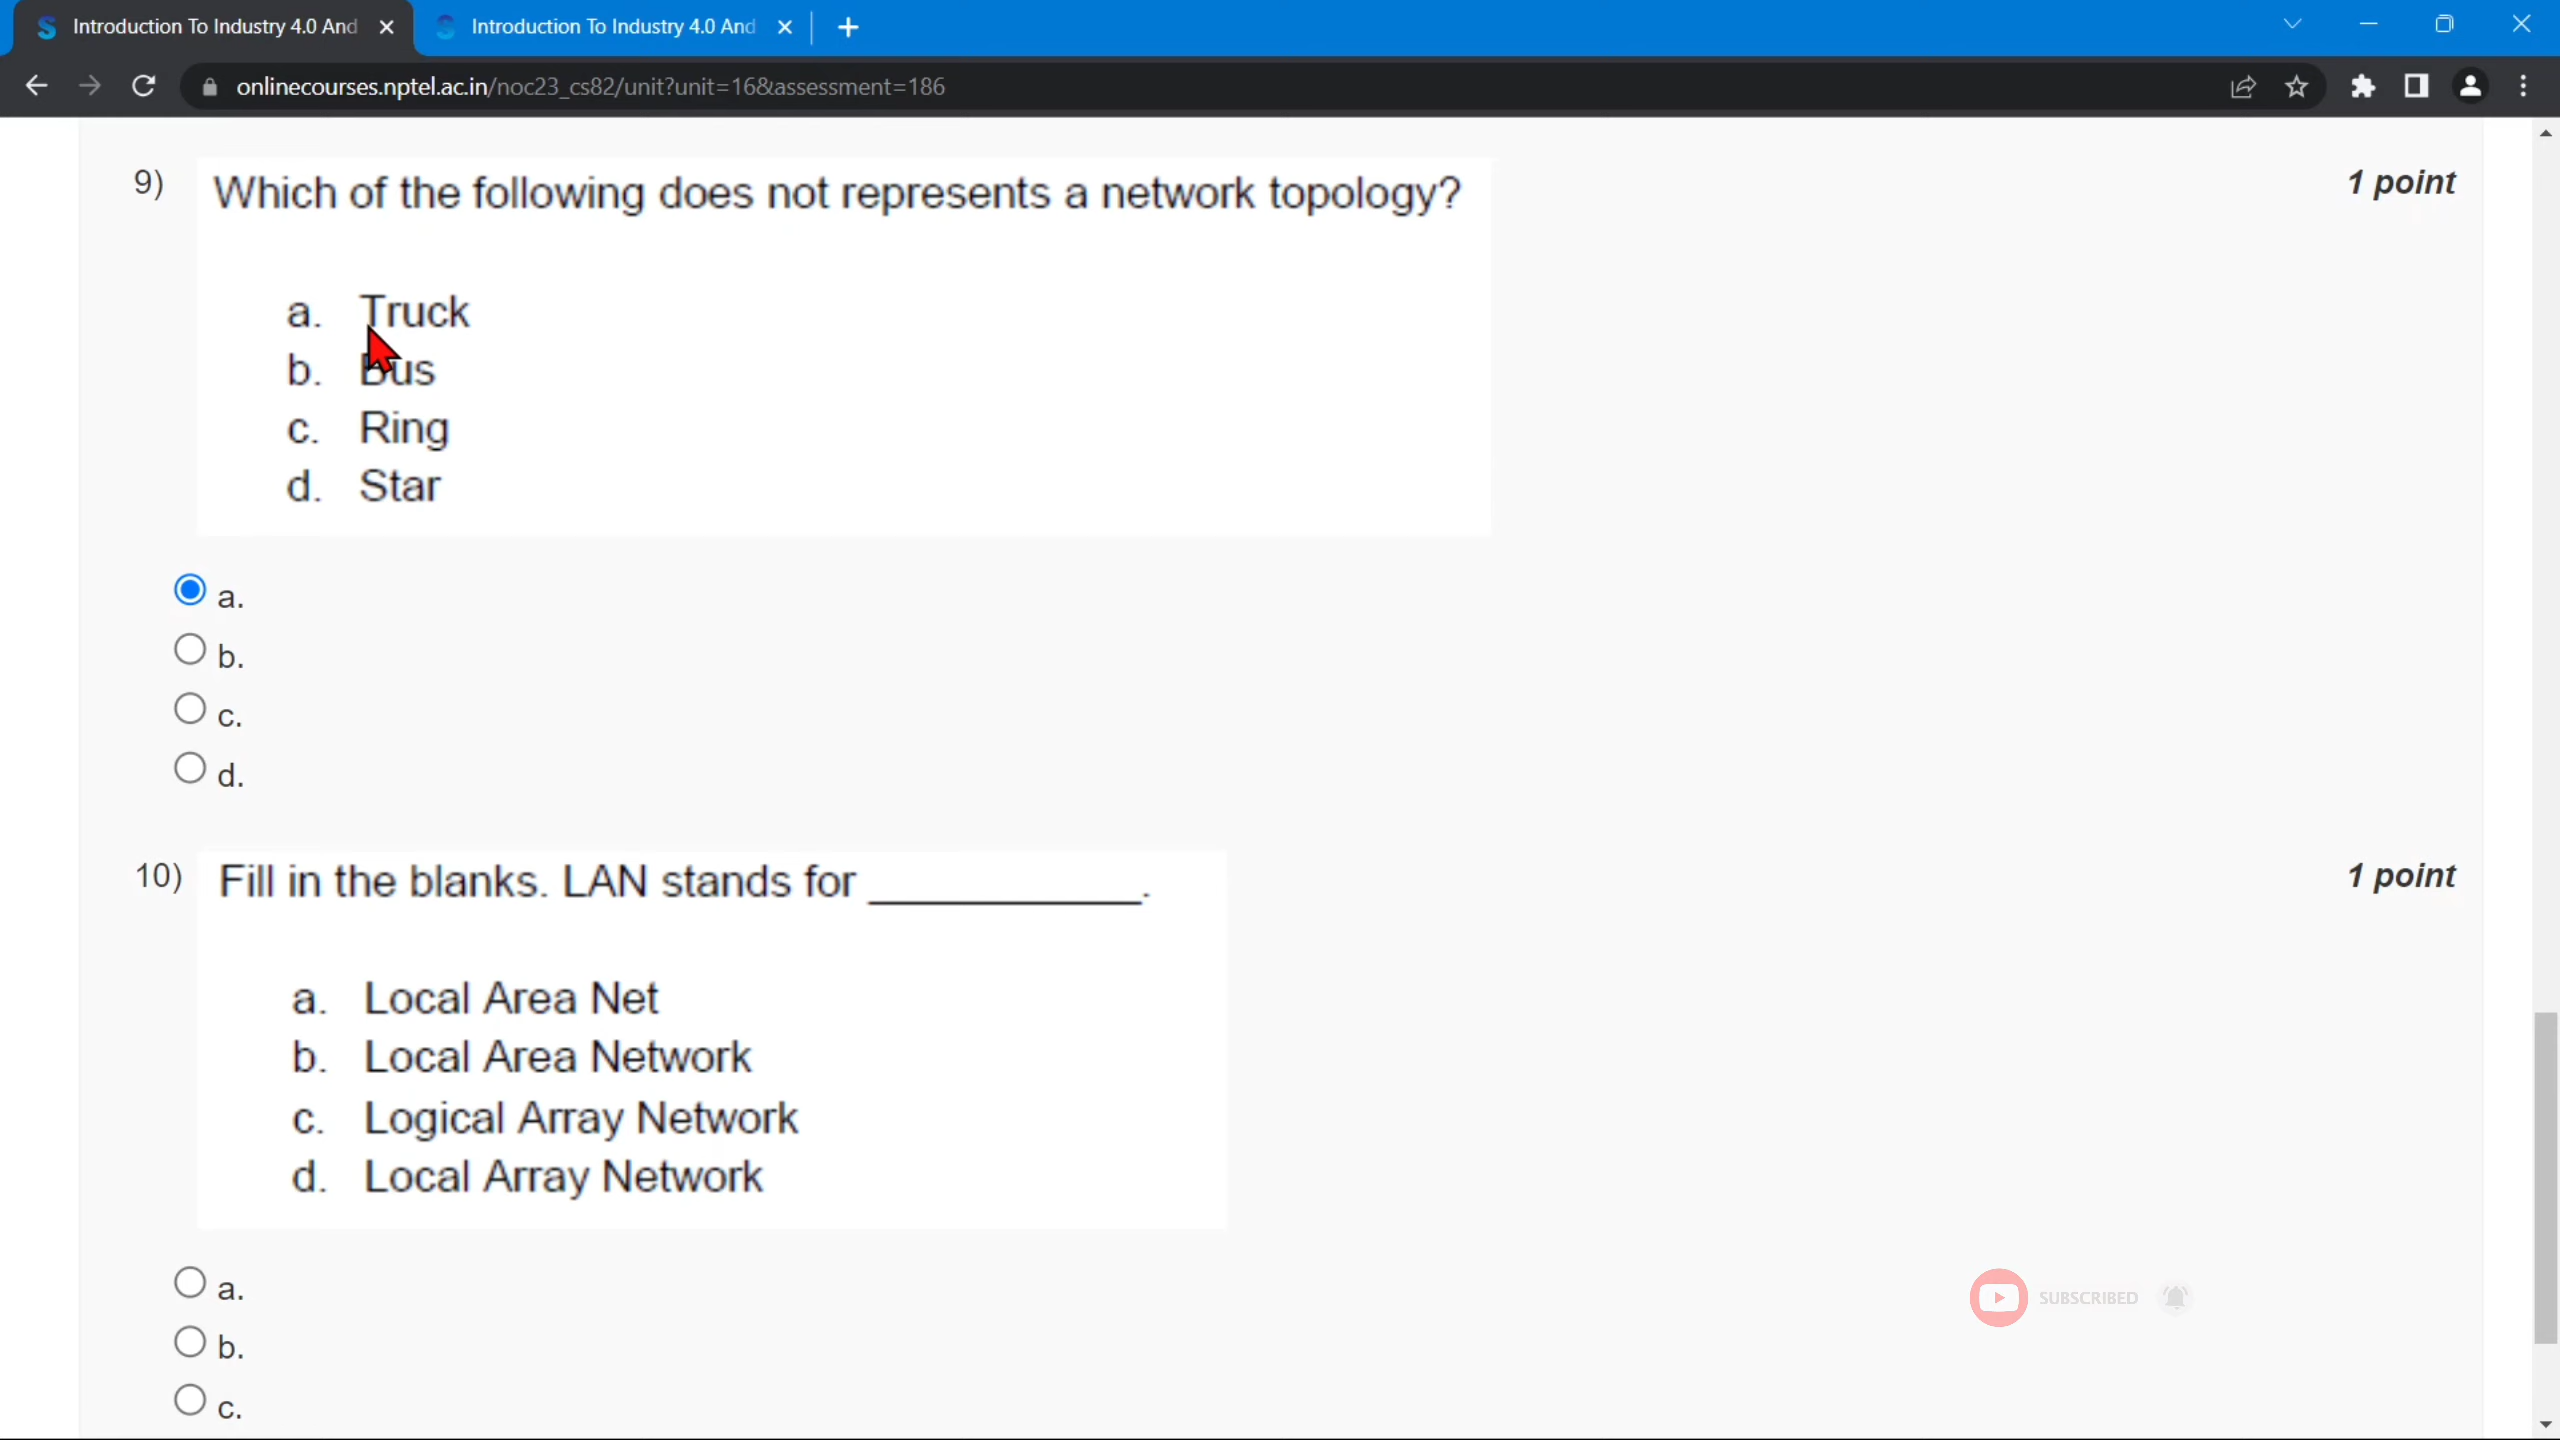 Introduction To Industry 4.0 And
Introduction To Industry 4.0 And
onlinecourses.nptel.ac.in/noc23_cs82/unit?unit=16&assessment=186
9) Which of the following does not represents a network topology? 1 point
a. Truck
b. Bus
c. Ring
d. Star
a.
b.
c.
d.
10) Fill in the blanks. LAN stands for ___________. 1 point
a. Local Area Net
b. Local Area Network
c. Logical Array Network
d. Local Array Network
a.
b.
c.
SUBSCRIBED